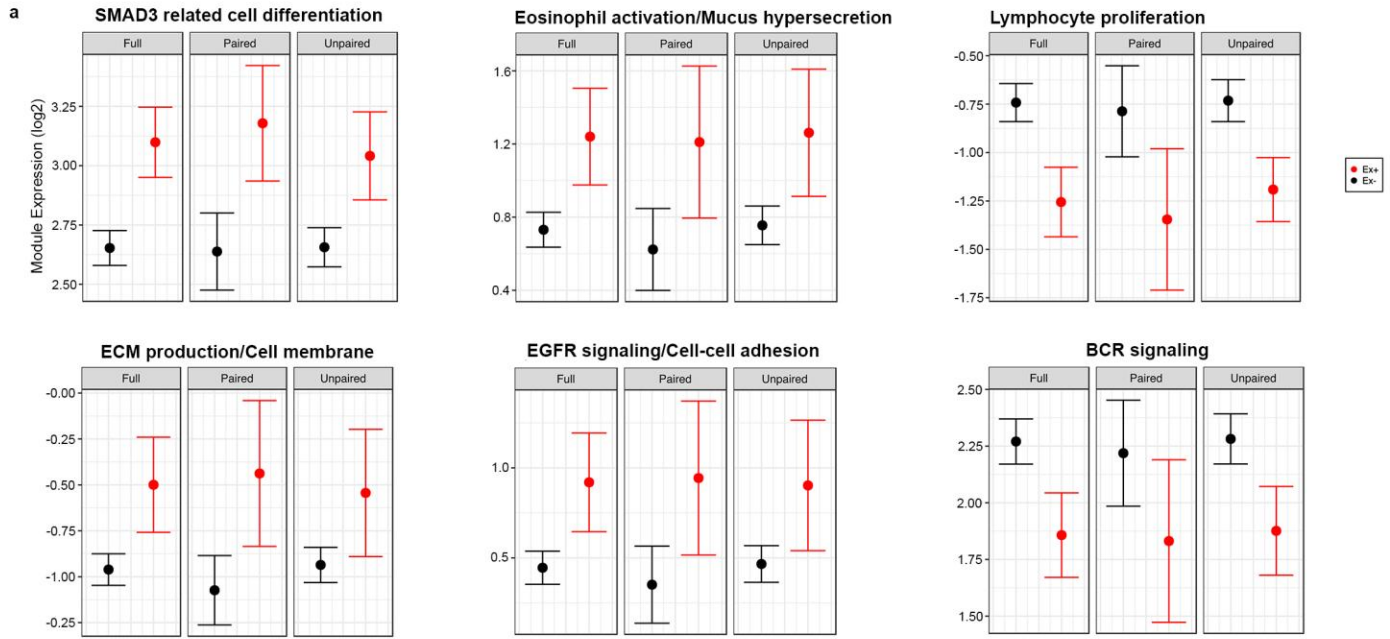 a
SMAD3 related cell differentiation
Full Paired Unpaired
Module Expression (log2)
3.25
3.00
2.75
2.50
Eosinophil activation/Mucus hypersecretion
Full Paired Unpaired
1.6
1.2
0.8
0.4
Lymphocyte proliferation
Full Paired Unpaired
-0.50
-0.75
-1.00
-1.25
-1.50
-1.75
Ex+
Ex-
ECM production/Cell membrane
Full Paired Unpaired
-0.00
-0.25
-0.50
-0.75
-1.00
-0.25
EGFR signaling/Cell-cell adhesion
Full Paired Unpaired
1.0
0.5
BCR signaling
Full Paired Unpaired
2.50
2.25
2.00
1.75
1.50